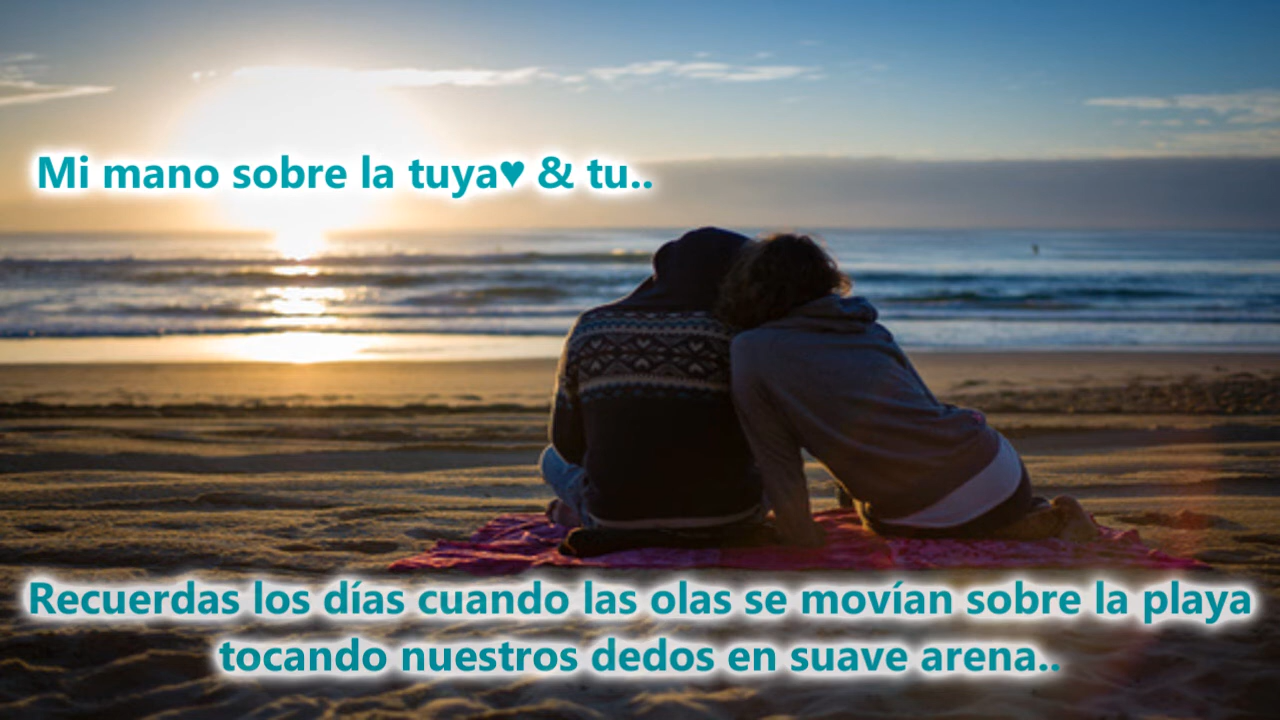 Mi mano sobre la tuya♥ & tu..
Recuerdas los días cuando las olas se movían sobre la playa
tocando nuestros dedos en suave arena..